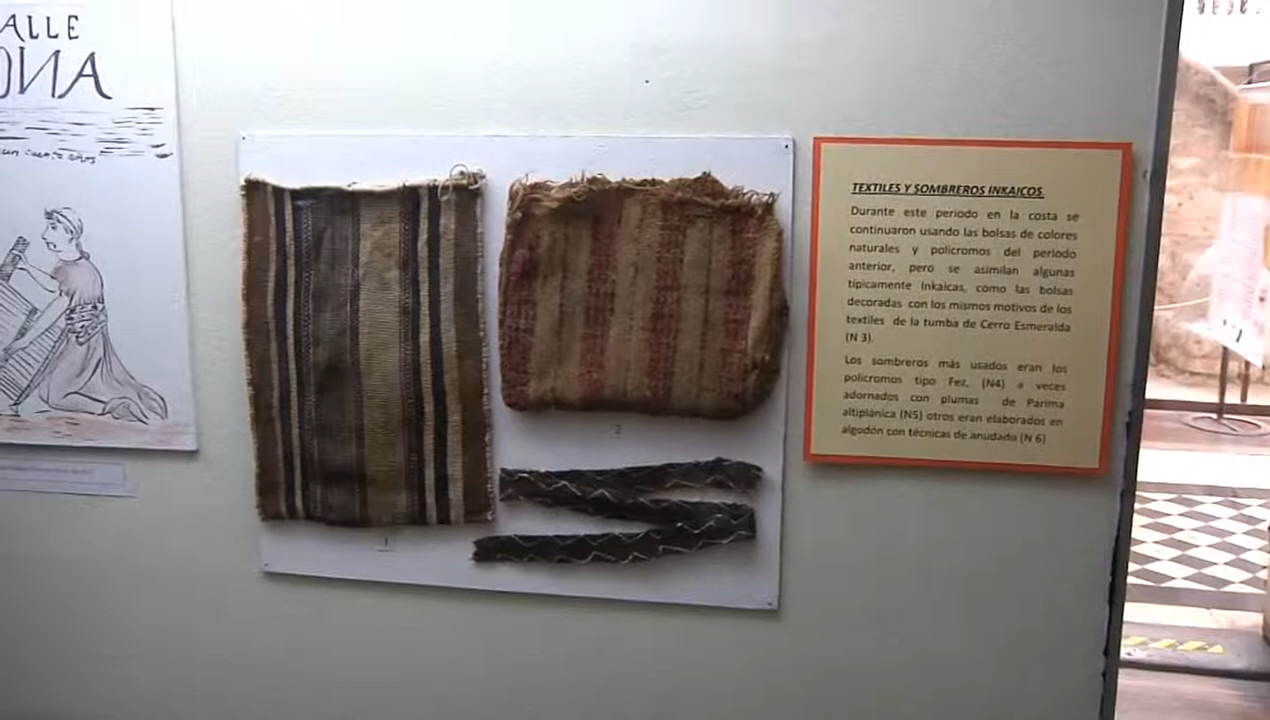 ALLE
ONA
TEXTILES Y SOMBREROS INKAICOS.
Durante este periodo en la costa se
continuaron usando las bolsas de colores
naturales y policromos del periodo
anterior, pero se asimilan algunas
típicamente Inkaicas, como las bolsas
decoradas con los mismos motivos de los
textiles de la tumba de Cerro Esmeralda
(N 3).
Los sombreros más usados eran los
policromos tipo Fez, (N4) a veces
adornados con plumas de Parima
altiplánica (N5) otros eran elaborados en
algodón con técnicas de anudado (N 6)
1
2